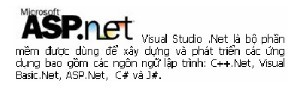 Microsoft
ASP.net
Visual Studio .Net là bộ phần
mềm được dùng để xây dựng và phát triển các ứng
dụng bao gồm các ngôn ngữ lập trình: C++.Net, Visual
Basic.Net, ASP.Net, C# và J#.